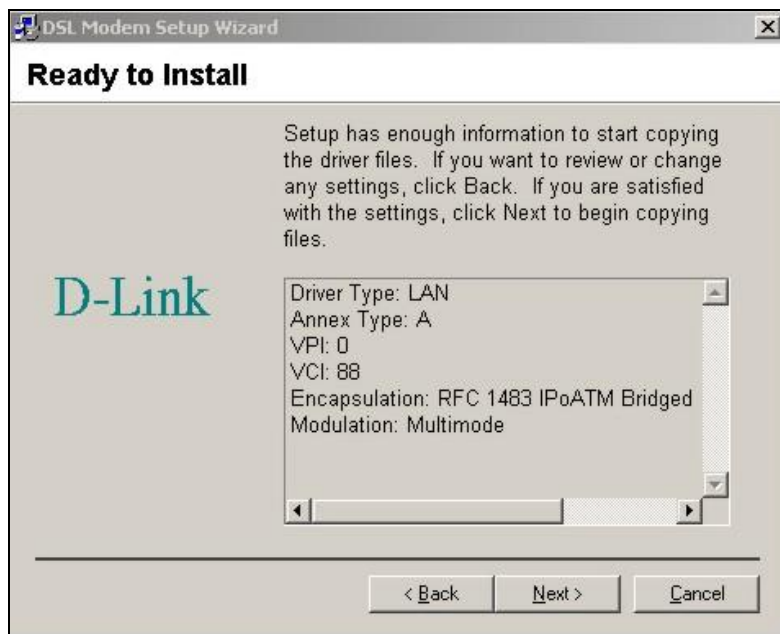 DSL Modem Setup Wizard
Ready to Install
Setup has enough information to start copying
the driver files. If you want to review or change
any settings, click Back. If you are satisfied
with the settings, click Next to begin copying
files.
D-Link
Driver Type: LAN
Annex Type: A
VPI: 0
VCI: 88
Encapsulation: RFC 1483 IPoATM Bridged
Modulation: Multimode
< Back
Next >
Cancel